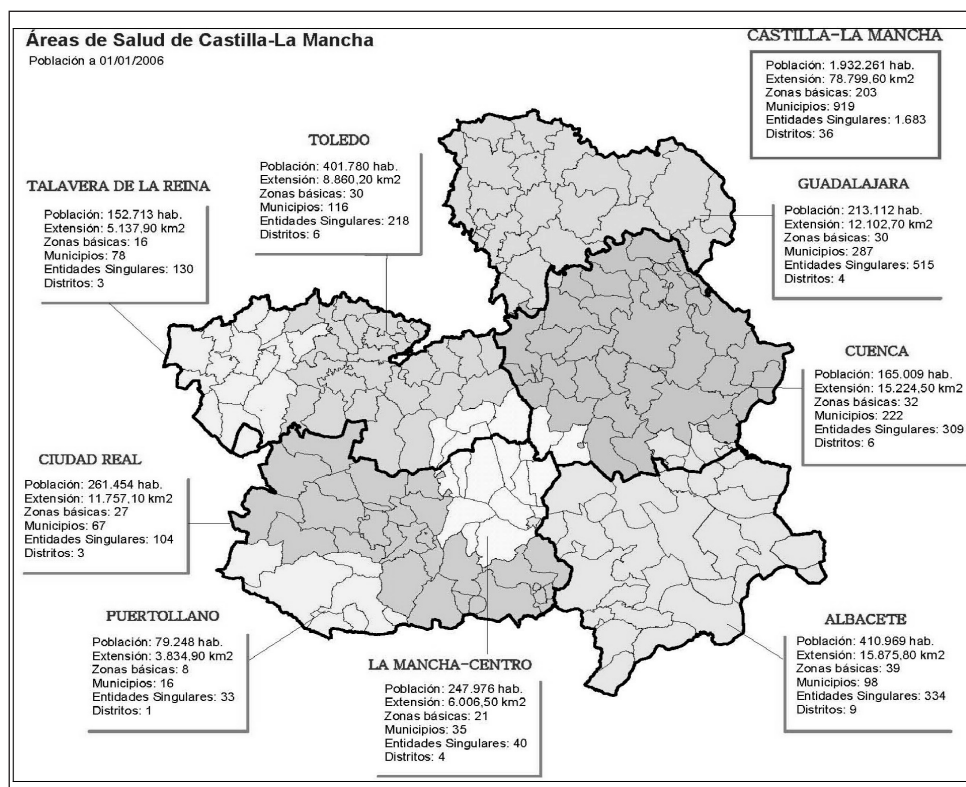 Áreas de Salud de Castilla-La Mancha
Población a 01/01/2006
CASTILLA-LA MANCHA
Población: 1.932.261 hab.
Extensión: 78.799,60 km2
Zonas básicas: 203
Municipios: 919
Entidades Singulares: 1.683
Distritos: 36
TOLEDO
Población: 401.780 hab.
Extensión: 8.860,20 km2
Zonas básicas: 30
Municipios: 116
Entidades Singulares: 218
Distritos: 6
TALAVERA DE LA REINA
Población: 152.713 hab.
Extensión: 5.137,90 km2
Zonas básicas: 16
Municipios: 78
Entidades Singulares: 130
Distritos: 3
GUADALAJARA
Población: 213.112 hab.
Extensión: 12.102,70 km2
Zonas básicas: 30
Municipios: 287
Entidades Singulares: 515
Distritos: 4
CUENCA
Población: 165.009 hab.
Extensión: 15.224,50 km2
Zonas básicas: 32
Municipios: 222
Entidades Singulares: 309
Distritos: 6
CIUDAD REAL
Población: 261.454 hab.
Extensión: 11.757,10 km2
Zonas básicas: 27
Municipios: 67
Entidades Singulares: 104
Distritos: 3
PUERTOLLANO
Población: 79.248 hab.
Extensión: 3.834,90 km2
Zonas básicas: 8
Municipios: 16
Entidades Singulares: 33
Distritos: 1
LA MANCHA-CENTRO
Población: 247.976 hab.
Extensión: 6.006,50 km2
Zonas básicas: 21
Municipios: 35
Entidades Singulares: 40
Distritos: 4
ALBACETE
Población: 410.969 hab.
Extensión: 15.875,80 km2
Zonas básicas: 39
Municipios: 98
Entidades Singulares: 334
Distritos: 9